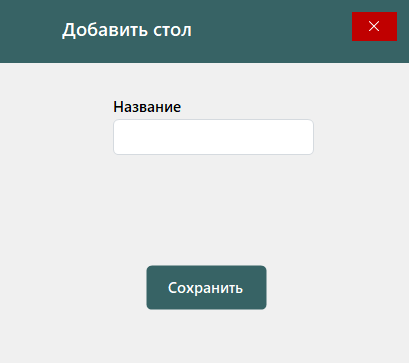 Добавить стол
Название
Сохранить